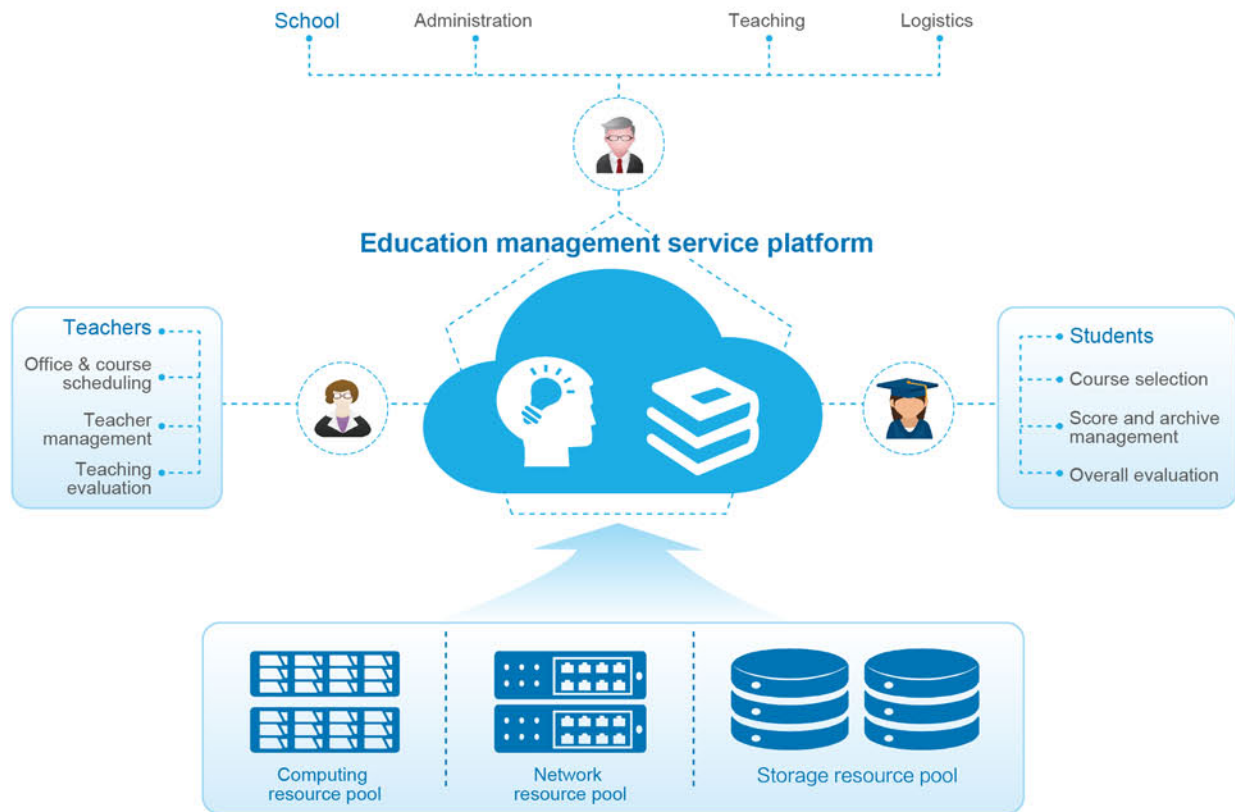 School
Administration
Teaching
Logistics
Education management service platform
Teachers
Office & course
scheduling
Teacher
management
Teaching
evaluation
Students
Course selection
Score and archive
management
Overall evaluation
Computing
resource pool
Network
resource pool
Storage resource pool